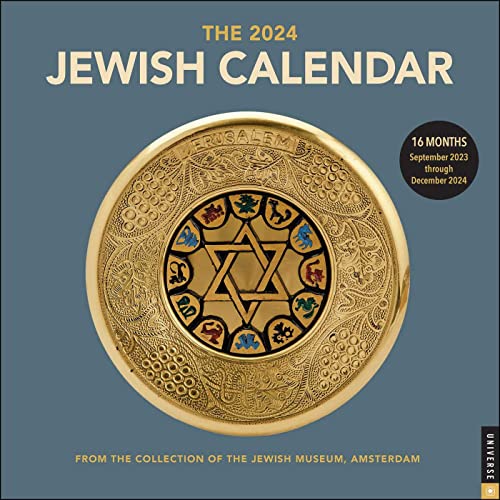 THE 2024
JEWISH CALENDAR
16 MONTHS
September 2023
through
December 2024
JERUSALEM
FROM THE COLLECTION OF THE JEWISH MUSEUM, AMSTERDAM
UNIVERSE